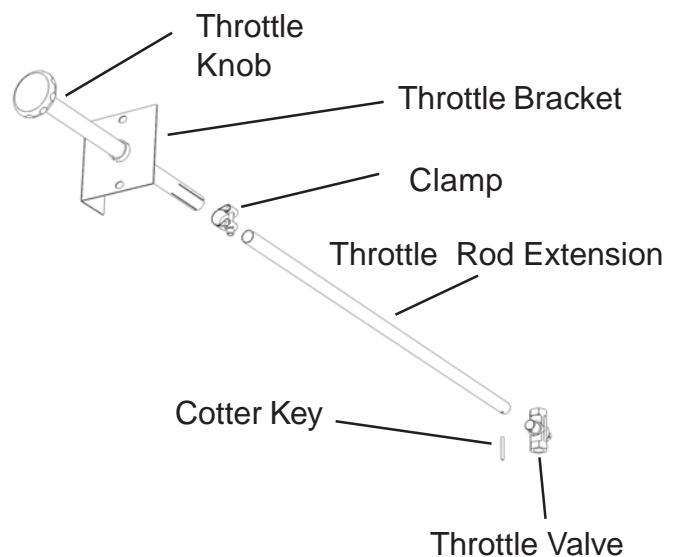 Throttle
Knob
Throttle Bracket
Clamp
Throttle Rod Extension
Cotter Key
Throttle Valve